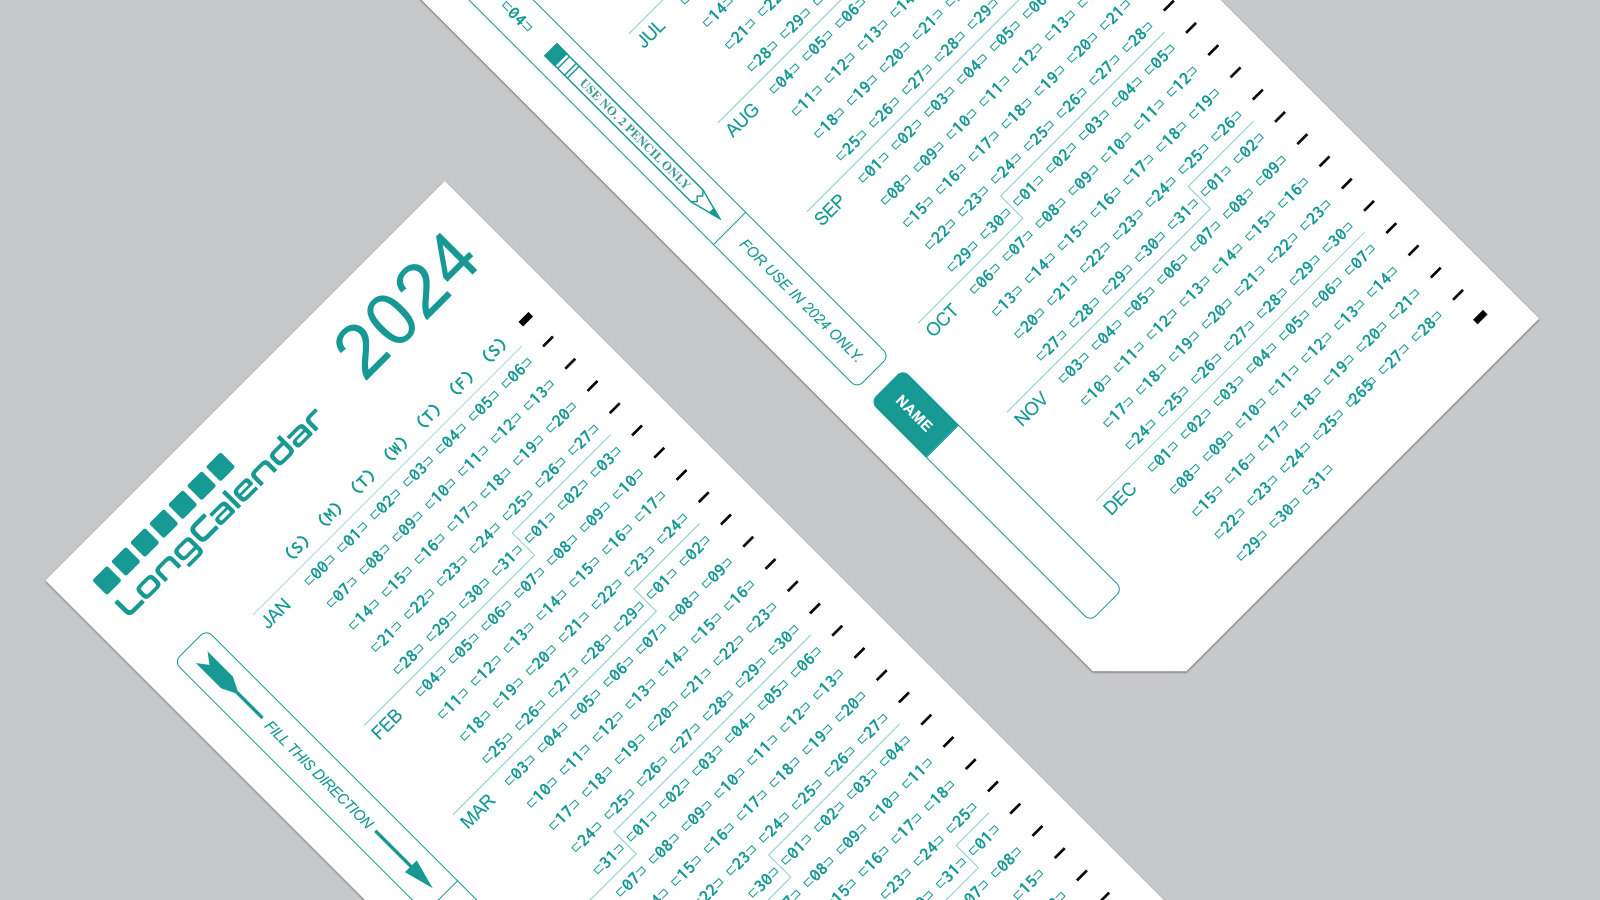 2024
LongCalendar
(S) (M) (T) (W) (T) (F) (S)
JAN 00 01 02 03 04 05 06
07 08 09 10 11 12 13
14 15 16 17 18 19 20
21 22 23 24 25 26 27
28 29 30 31 01 02 03
FEB 04 05 06 07 08 09 10
11 12 13 14 15 16 17
18 19 20 21 22 23 24
25 26 27 28 29 01 02
MAR 03 04 05 06 07 08 09
10 11 12 13 14 15 16
17 18 19 20 21 22 23
24 25 26 27 28 29 30
31 01 02 03 04 05 06
07 08 09 10 11 12 13
15 16 17 18 19 20
22 23 24 25 26 27
30 01 02 03 04
08 09 10 11
15 16 17 18
23 24 25
31 01
07 08
15
FILL THIS DIRECTION
04
USE NO. 2 PENCIL ONLY
FOR USE IN 2024 ONLY.
NAME
JUL
14
21 22
28 29
AUG 04 05 06
11 12 13 14
18 19 20 21
25 26 27 28 29
SEP 01 02 03 04 05 06
08 09 10 11 12 13
15 16 17 18 19 20 21
22 23 24 25 26 27 28
29 30 01 02 03 04 05
OCT 06 07 08 09 10 11 12
13 14 15 16 17 18 19
20 21 22 23 24 25 26
27 28 29 30 31 01 02
NOV 03 04 05 06 07 08 09
10 11 12 13 14 15 16
17 18 19 20 21 22 23
24 25 26 27 28 29 30
DEC 01 02 03 04 05 06 07
08 09 10 11 12 13 14
15 16 17 18 19 20 21
22 23 24 25 265 27 28
29 30 31